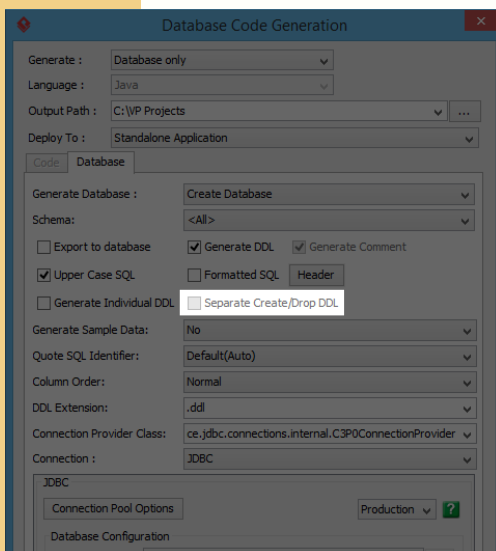 Database Code Generation
Generate : Database only
Language : Java
Output Path : C:\VP Projects ...
Deploy To : Standalone Application
Code Database
Generate Database : Create Database
Schema: <All>
Export to database Generate DDL Generate Comment
Upper Case SQL Formatted SQL Header
Generate Individual DDL Separate Create/Drop DDL
Generate Sample Data: No
Quote SQL Identifier: Default(Auto)
Column Order: Normal
DDL Extension: .ddl
Connection Provider Class: ce.jdbc.connections.internal.C3P0ConnectionProvider
Connection : JDBC
JDBC
Connection Pool Options Production ?
Database Configuration